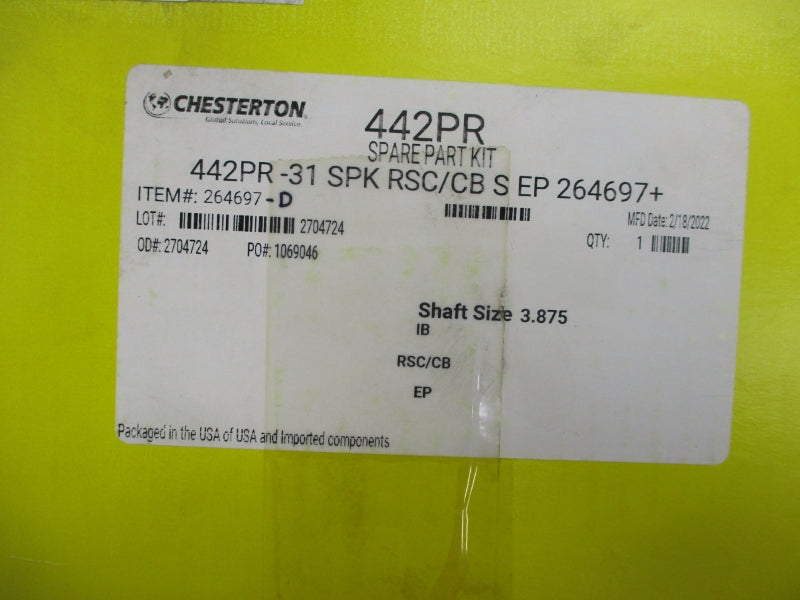 CHESTERTON
Global Solutions, Local Service.
442PR
SPARE PART KIT
442PR -31 SPK RSC/CB S EP 264697+
ITEM#: 264697-D
LOT#: 2704724
MFD Date: 2/18/2022
OD#: 2704724 PO#: 1069046
QTY: 1
Shaft Size 3.875
IB
RSC/CB
EP
Packaged in the USA of USA and Imported components